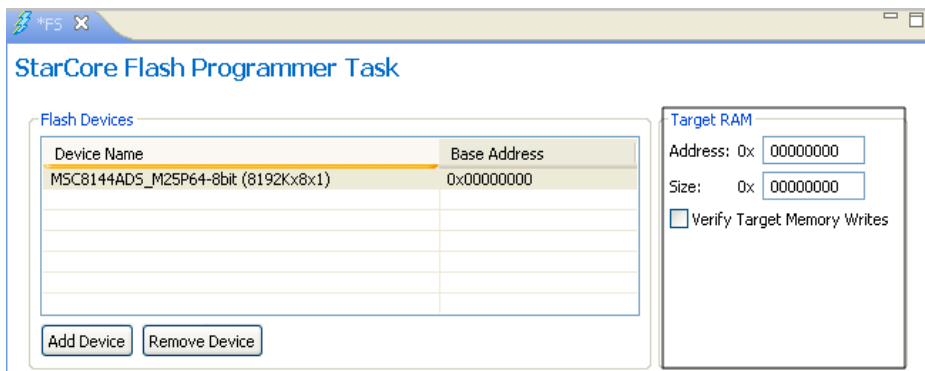 *FS
StarCore Flash Programmer Task
Flash Devices
Device Name Base Address
MSC8144ADS_M25P64-8bit (8192Kx8x1) 0x00000000
Add Device Remove Device
Target RAM
Address: 0x 00000000
Size: 0x 00000000
Verify Target Memory Writes